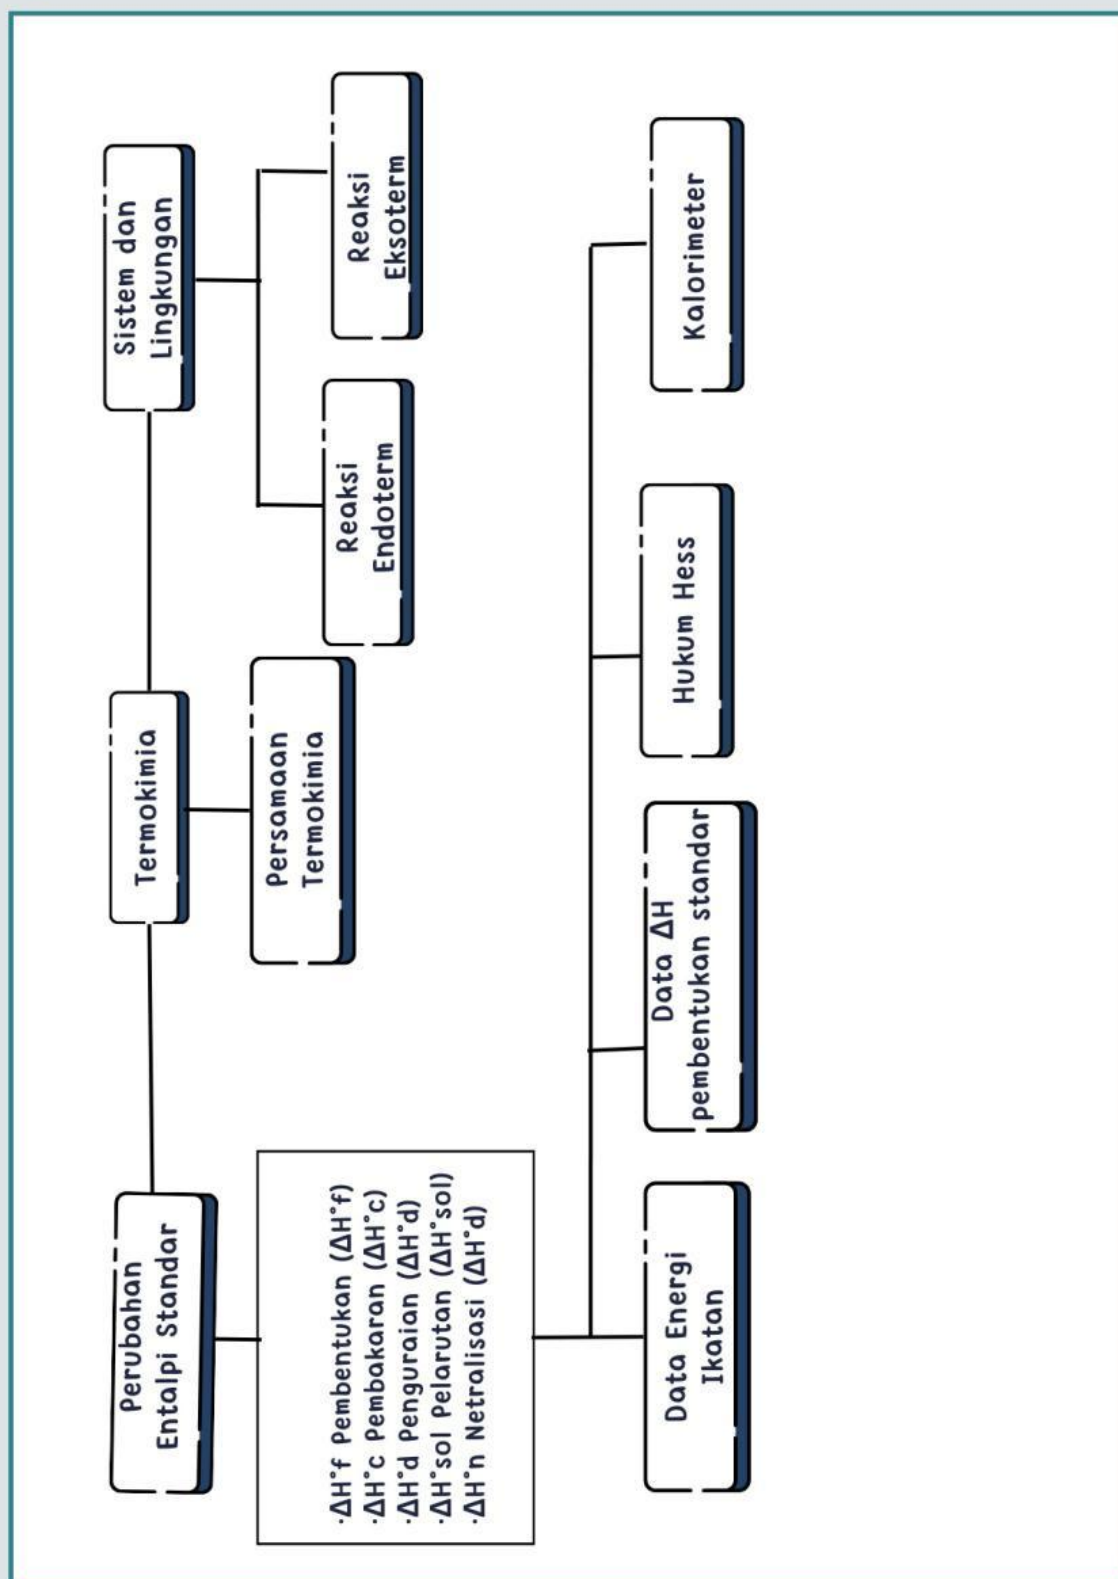 Perubahan
Entalpi Standar
Termokimia
Sistem dan
Lingkungan
Persamaan
Termokimia
Reaksi
Endoterm
Reaksi
Eksoterm
·ΔH°f Pembentukan (ΔH°f)
·ΔH°c Pembakaran (ΔH°c)
·ΔH°d Penguraian (ΔH°d)
·ΔH°sol Pelarutan (ΔH°sol)
·ΔH°n Netralisasi (ΔH°d)
Data Energi
Ikatan
Data ΔH
pembentukan standar
Hukum Hess
Kalorimeter